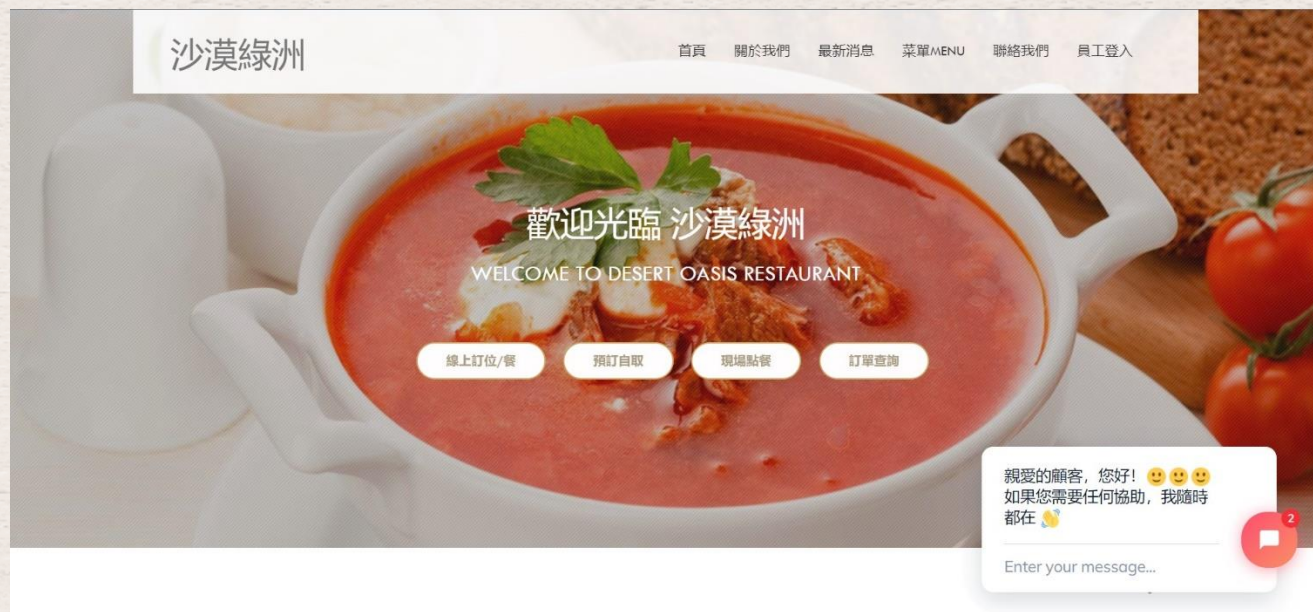 沙漠綠洲
首頁 關於我們 最新消息 菜單MENU 聯絡我們 員工登入
歡迎光臨 沙漠綠洲
WELCOME TO DESERT OASIS RESTAURANT
線上訂位/餐 預訂自取 現場點餐 訂單查詢
親愛的顧客，您好！🙂🙂🙂
如果您需要任何協助，我隨時
都在 👋
2
Enter your message...